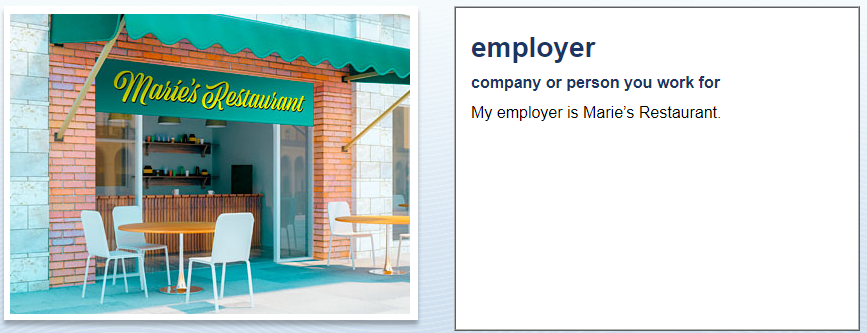 Marie's Restaurant
employer
company or person you work for
My employer is Marie’s Restaurant.